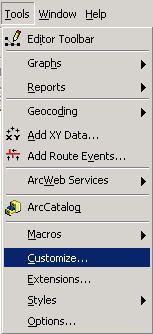 Tools Window Help
Editor Toolbar
Graphs
Reports
Geocoding
Add XY Data...
Add Route Events...
ArcWeb Services
ArcCatalog
Macros
Customize...
Extensions...
Styles
Options...